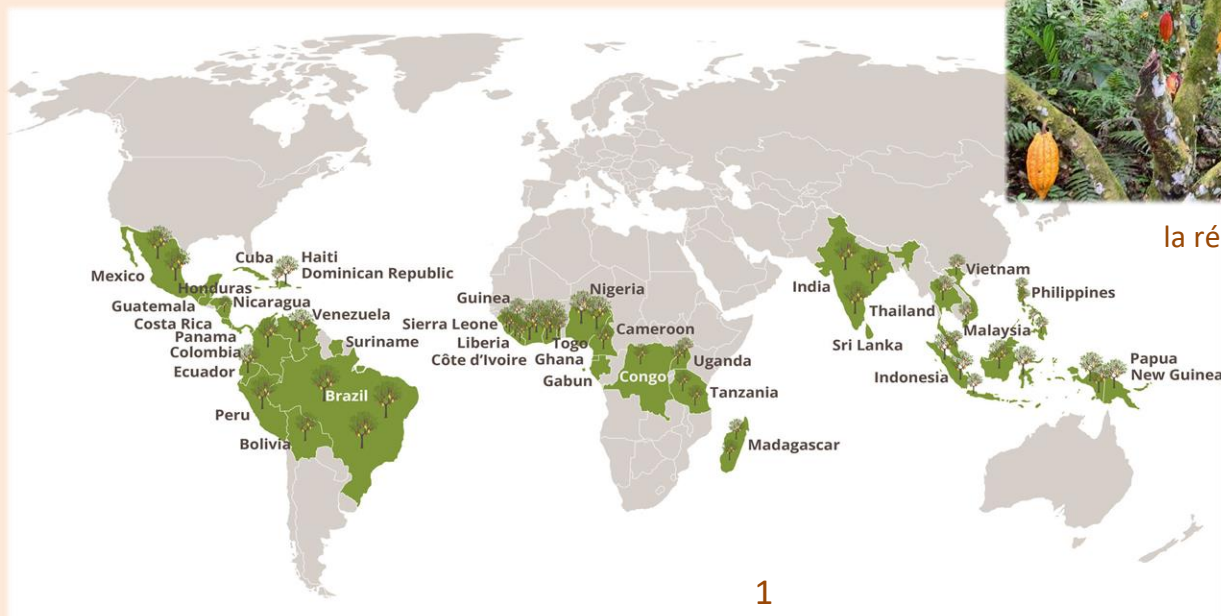 la ré
Cuba
Haiti
Dominican Republic
Mexico
Honduras
Guatemala
Nicaragua
Costa Rica
Venezuela
Panama
Suriname
Colombia
Ecuador
Brazil
Peru
Bolivia
Guinea
Nigeria
Sierra Leone
Cameroon
Liberia
Togo
Côte d'Ivoire
Ghana
Uganda
Gabun
Congo
Tanzania
Madagascar
India
Vietnam
Thailand
Philippines
Sri Lanka
Malaysia
Indonesia
Papua
New Guinea
1